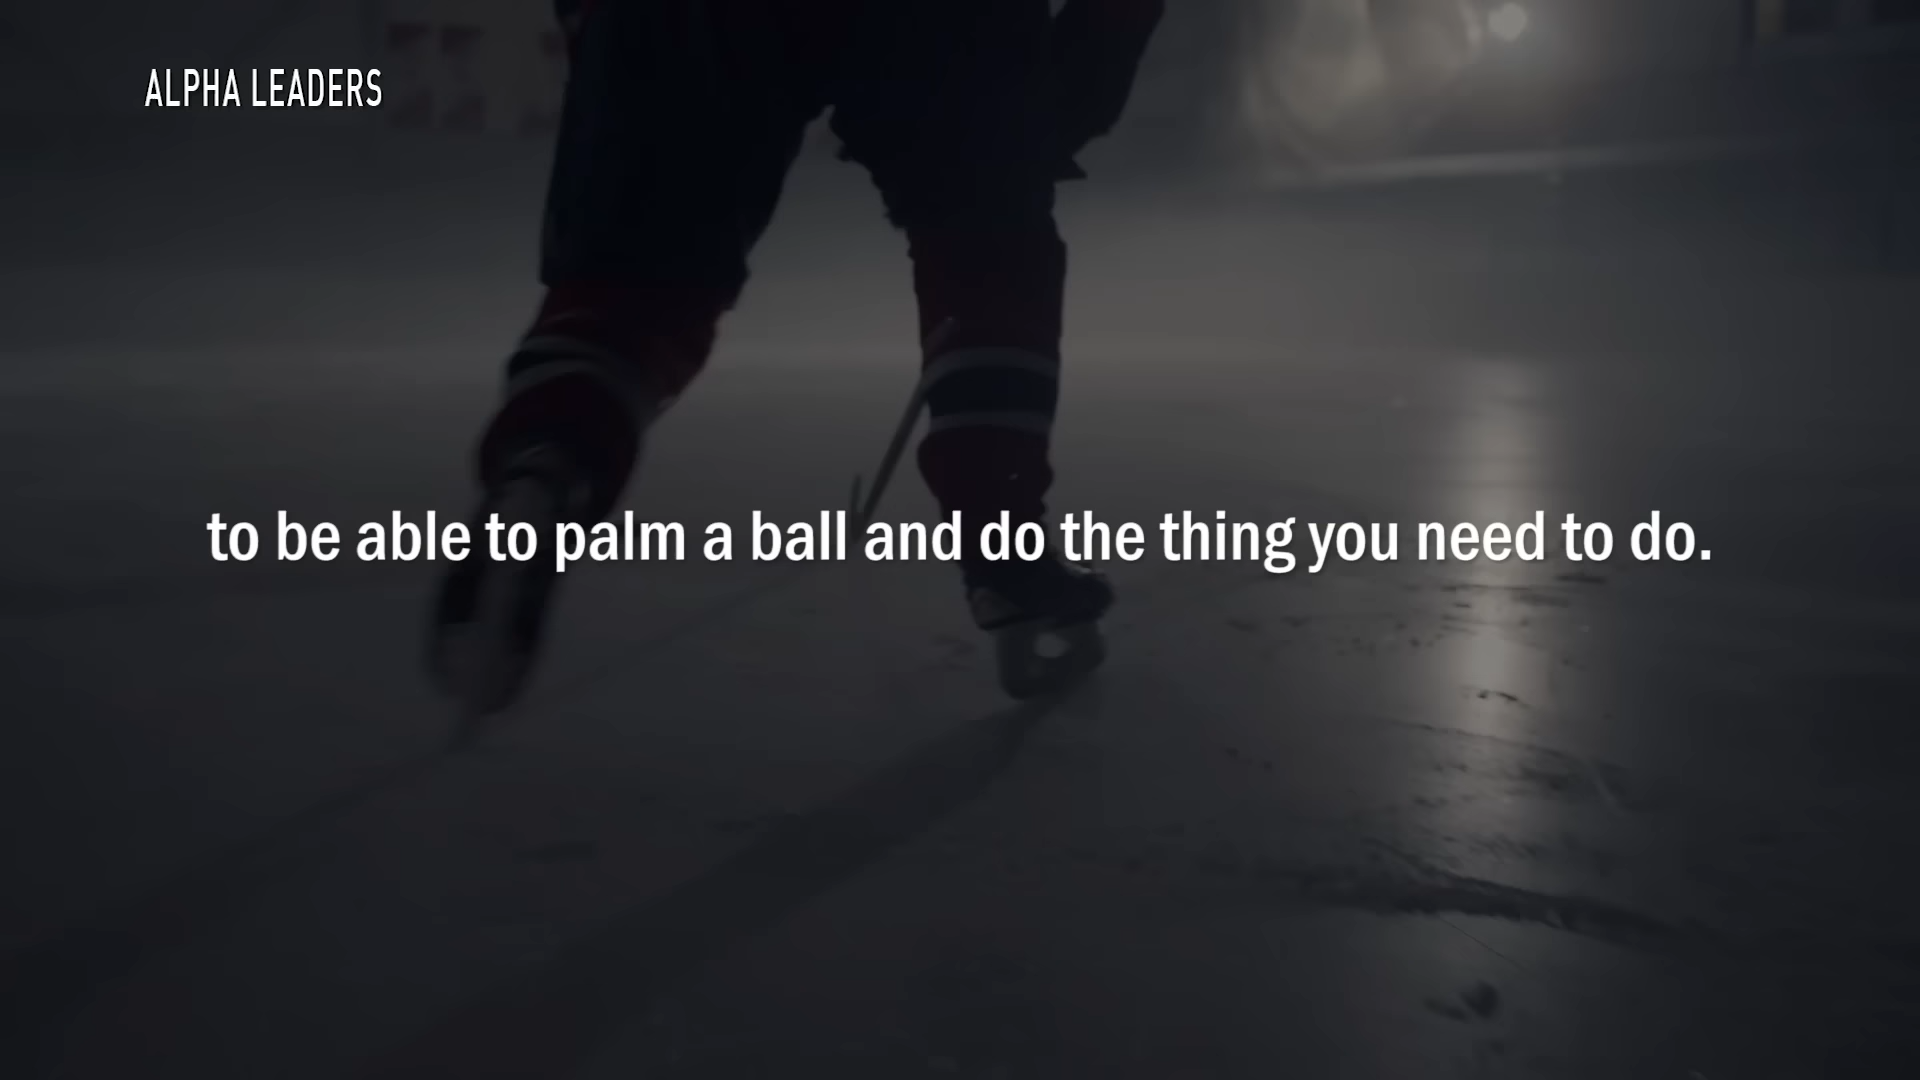 ALPHA LEADERS
to be able to palm a ball and do the thing you need to do.